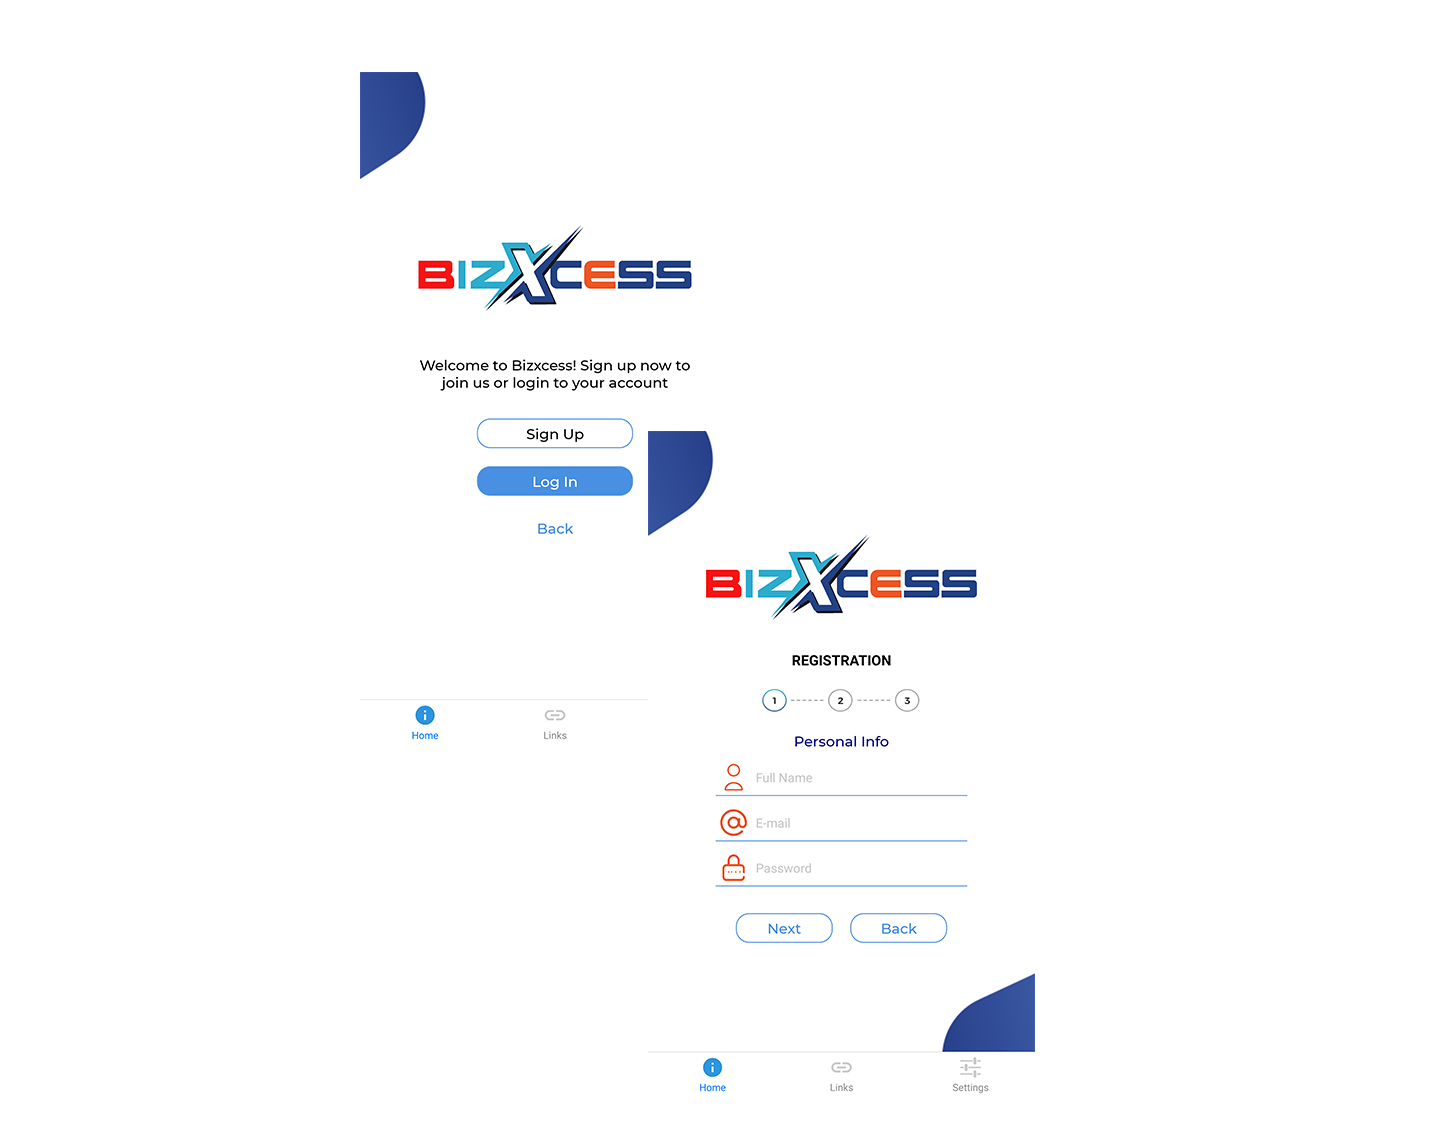 BIZXCESS
Welcome to Bizxcess! Sign up now to
join us or login to your account
Sign Up
Log In
Back
Home
Links
BIZXCESS
REGISTRATION
1 2 3
Personal Info
Full Name
E-mail
Password
Next Back
Home Links Settings